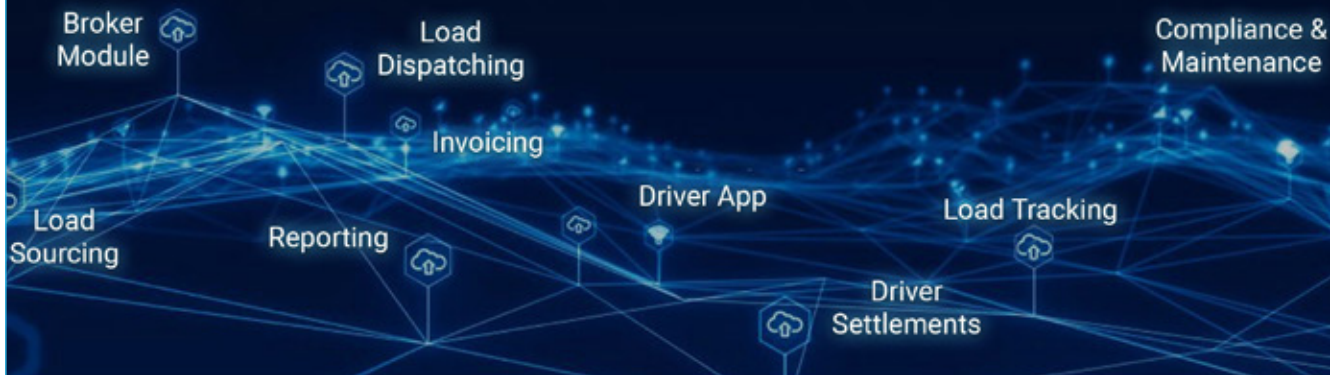 Broker
Module
Load
Dispatching
Compliance &
Maintenance
Invoicing
Driver App
Load
Sourcing
Reporting
Load Tracking
Driver
Settlements